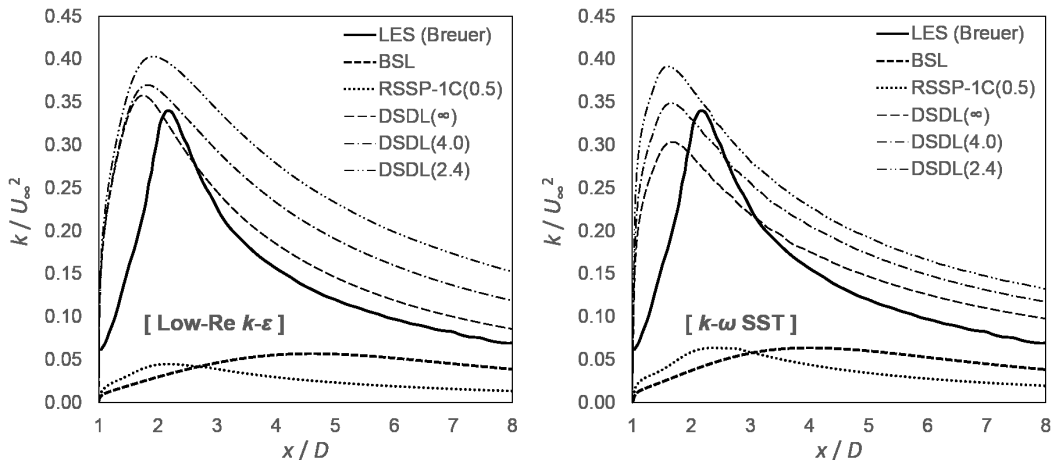 0.45
0.40
0.35
0.30
0.25
0.20
0.15
0.10
0.05
0.00
k / U∞²
LES (Breuer)
BSL
RSSP-1C(0.5)
DSDL(∞)
DSDL(4.0)
DSDL(2.4)
[ Low-Re k-ε ]
1 2 3 4 5 6 7 8
x / D
0.45
0.40
0.35
0.30
0.25
0.20
0.15
0.10
0.05
0.00
k / U∞²
LES (Breuer)
BSL
RSSP-1C(0.5)
DSDL(∞)
DSDL(4.0)
DSDL(2.4)
[ k-ω SST ]
1 2 3 4 5 6 7 8
x / D